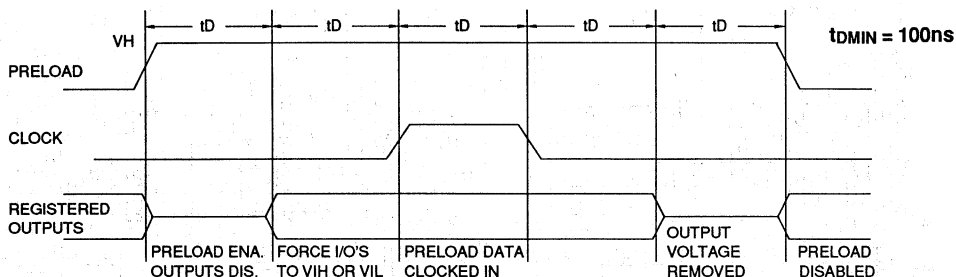 tD tD tD tD tD
tDMIN = 100ns
VH
PRELOAD
CLOCK
REGISTERED
OUTPUTS
PRELOAD ENA.
OUTPUTS DIS.
FORCE I/O'S
TO VIH OR VIL
PRELOAD DATA
CLOCKED IN
OUTPUT
VOLTAGE
REMOVED
PRELOAD
DISABLED